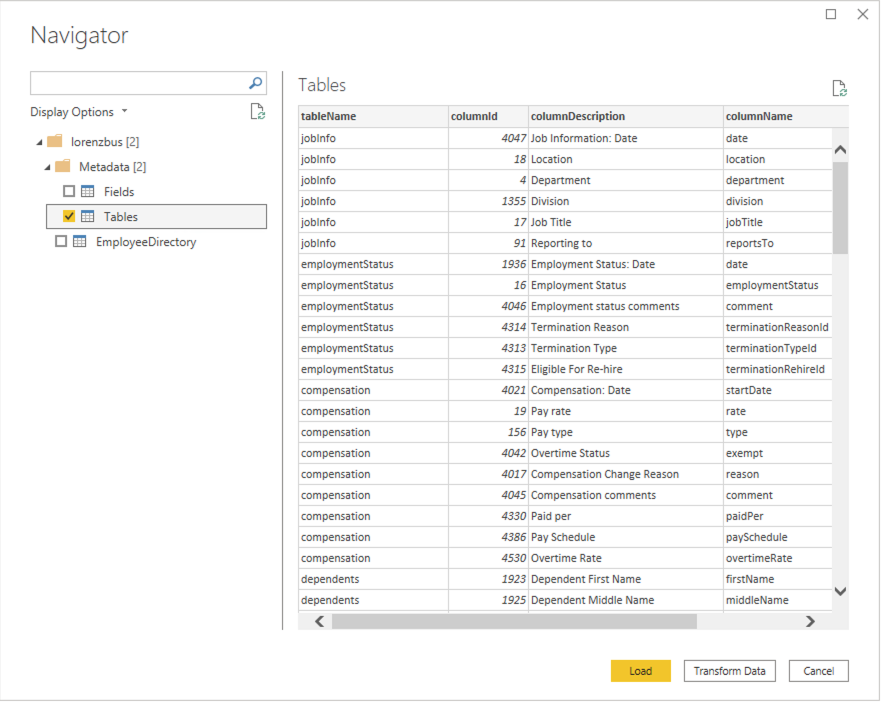 Navigator
Display Options
lorenzbus [2]
Metadata [2]
Fields
Tables
EmployeeDirectory
Tables
tableName columnId columnDescription columnName
jobInfo 4047 Job Information: Date date
jobInfo 18 Location location
jobInfo 4 Department department
jobInfo 1355 Division division
jobInfo 17 Job Title jobTitle
jobInfo 91 Reporting to reportsTo
employmentStatus 1936 Employment Status: Date date
employmentStatus 16 Employment Status employmentStatus
employmentStatus 4046 Employment status comments comment
employmentStatus 4314 Termination Reason terminationReasonId
employmentStatus 4313 Termination Type terminationTypeId
employmentStatus 4315 Eligible For Re-hire terminationRehireId
compensation 4021 Compensation: Date startDate
compensation 19 Pay rate rate
compensation 156 Pay type type
compensation 4042 Overtime Status exempt
compensation 4017 Compensation Change Reason reason
compensation 4045 Compensation comments comment
compensation 4330 Paid per paidPer
compensation 4386 Pay Schedule paySchedule
compensation 4530 Overtime Rate overtimeRate
dependents 1923 Dependent First Name firstName
dependents 1925 Dependent Middle Name middleName
Load Transform Data Cancel